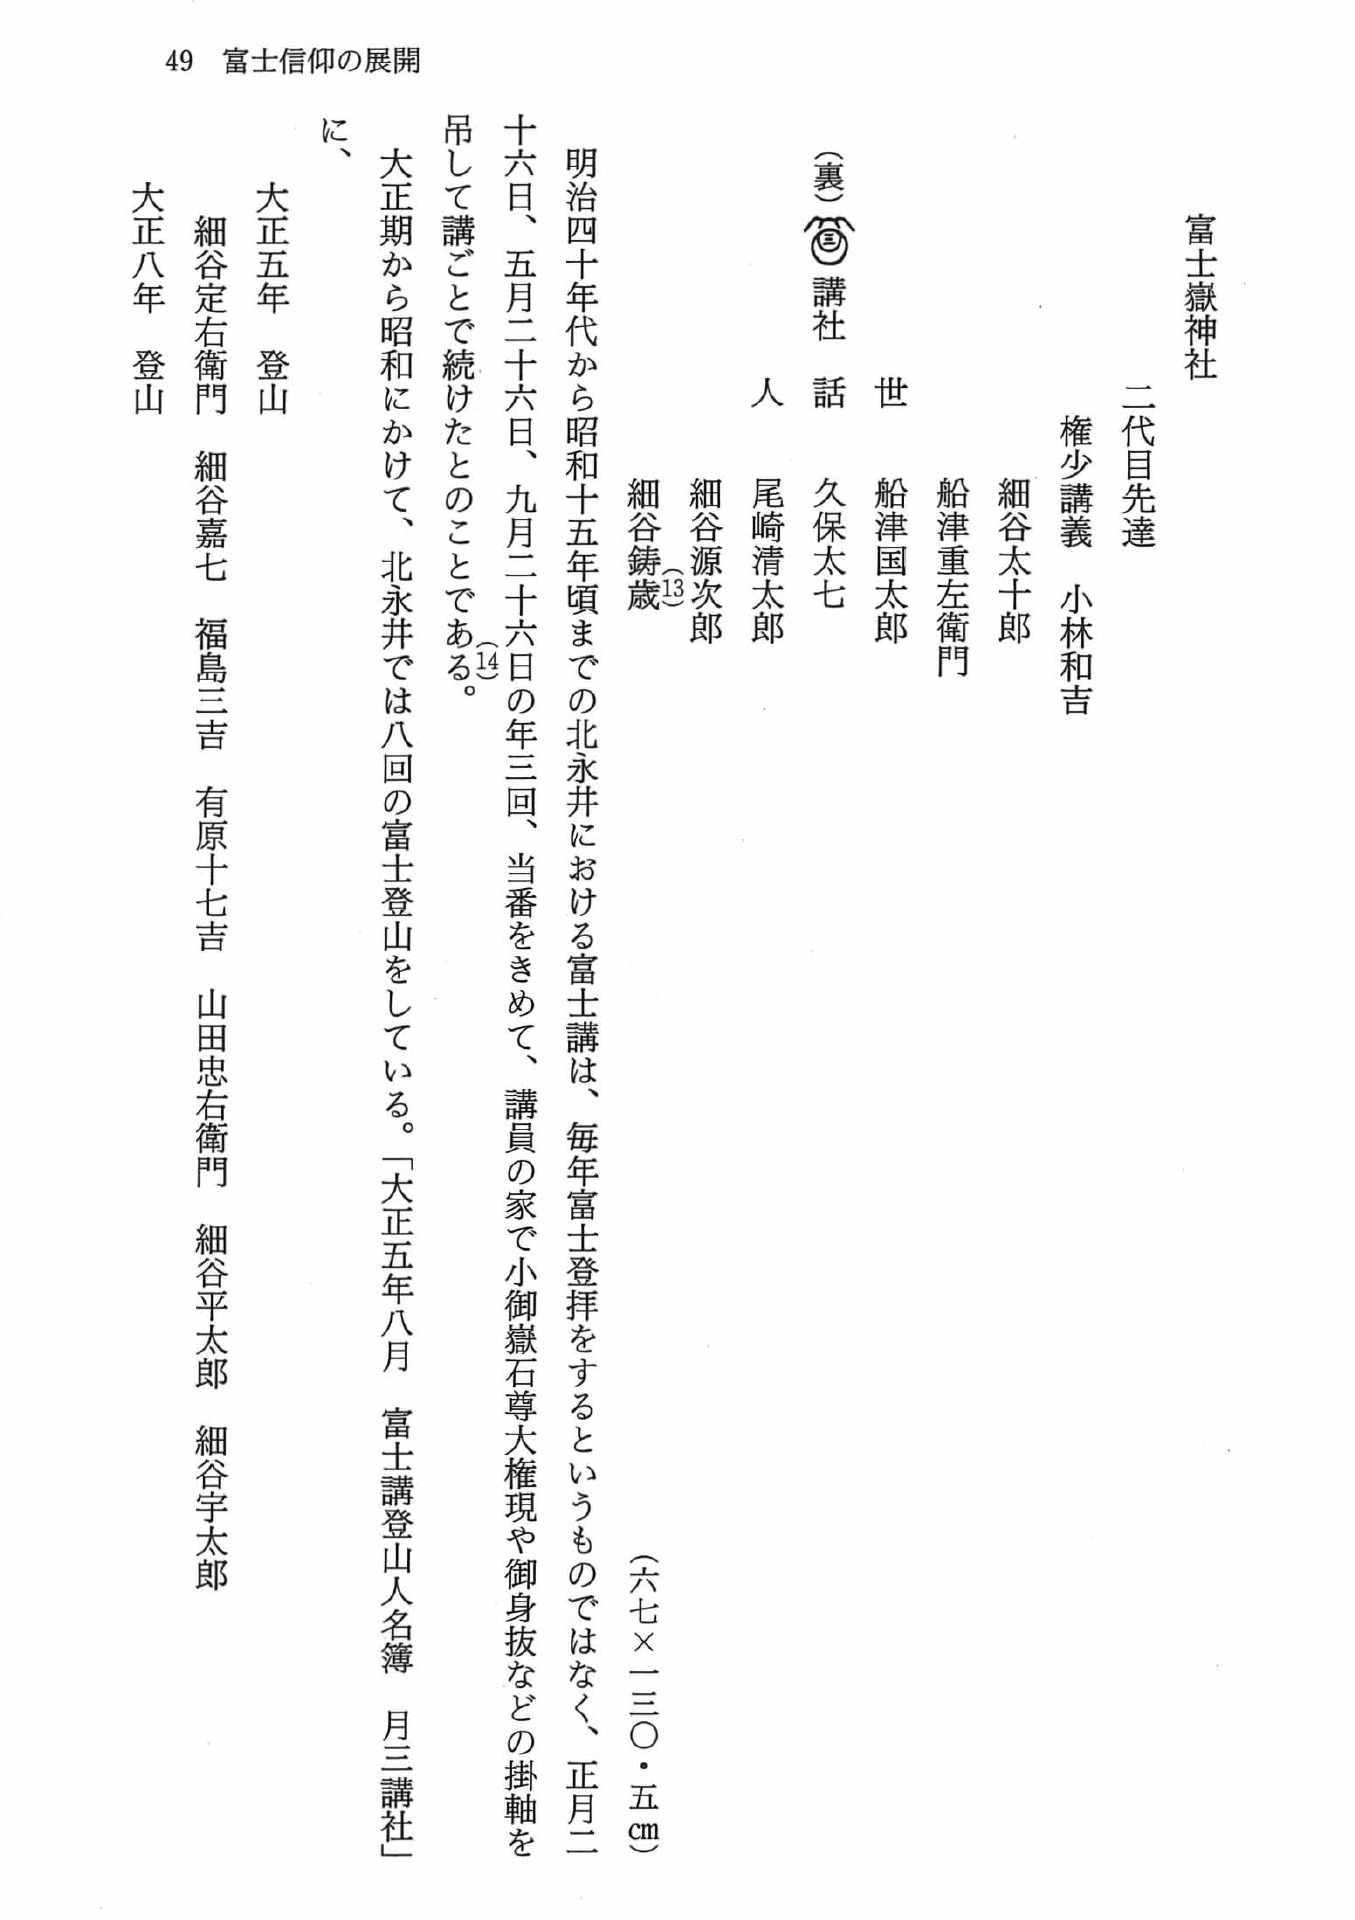 49　富士信仰の展開
富士嶽神社
二代目先達
権少講義　小林和吉
細谷太十郎
船津重左衛門
世　　船津国太郎
（裏）講社　話　　久保太七
人　　尾崎清太郎
細谷源次郎
細谷鋳歳(13)　（六七×一三〇・五㎝）
明治四十年代から昭和十五年頃までの北永井における富士講は、毎年富士登拝をするというものではなく、正月二
十六日、五月二十六日、九月二十六日の年三回、当番をきめて、講員の家で小御嶽石尊大権現や御身抜などの掛軸を
吊して講ごとで続けたとのことである(14)。
大正期から昭和にかけて、北永井では八回の富士登山をしている。「大正五年八月　富士講登山人名簿　月三講社」
に、
大正五年　登山
細谷定右衛門　細谷嘉七　福島三吉　有原十七吉　山田忠右衛門　細谷平太郎　細谷宇太郎
大正八年　登山